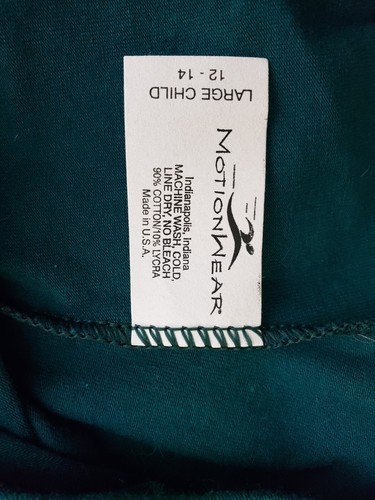 MOTIONWEAR®
Indianapolis, Indiana
MACHINE WASH, COLD,
LINE DRY, NO BLEACH
90% COTTON/10% LYCRA
Made in U.S.A.
LARGE CHILD
12 - 14